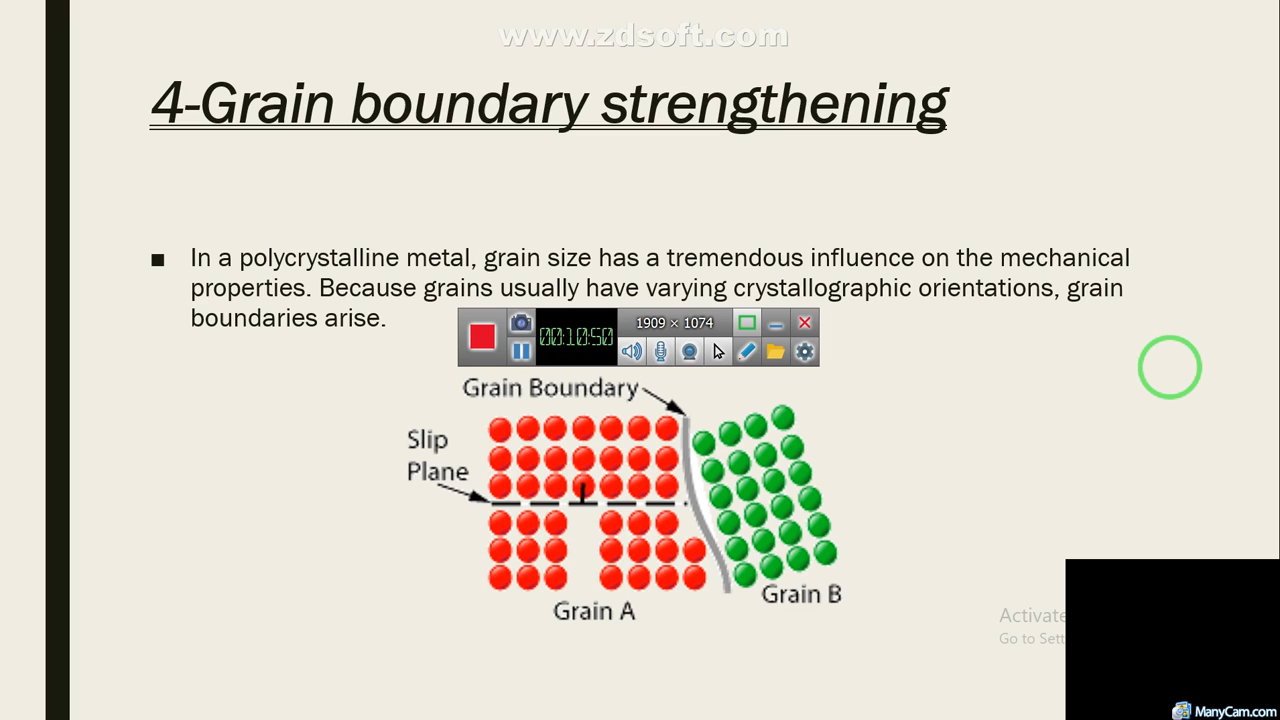 www.zdsoft.com
4-Grain boundary strengthening
■ In a polycrystalline metal, grain size has a tremendous influence on the mechanical
properties. Because grains usually have varying crystallographic orientations, grain
boundaries arise.
00:10:50
1909 × 1074
Grain Boundary
Slip
Plane
Grain A
Grain B
Activate
Go to Sett
ManyCam.com